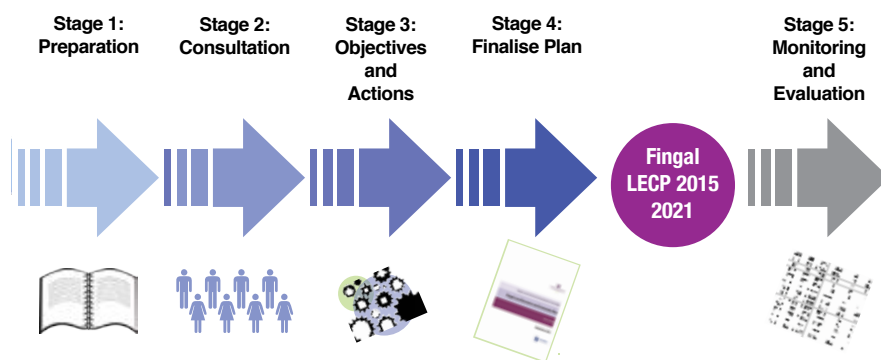 Stage 1:
Preparation
Stage 2:
Consultation
Stage 3:
Objectives
and
Actions
Stage 4:
Finalise Plan
Fingal
LECP 2015
2021
Stage 5:
Monitoring
and
Evaluation